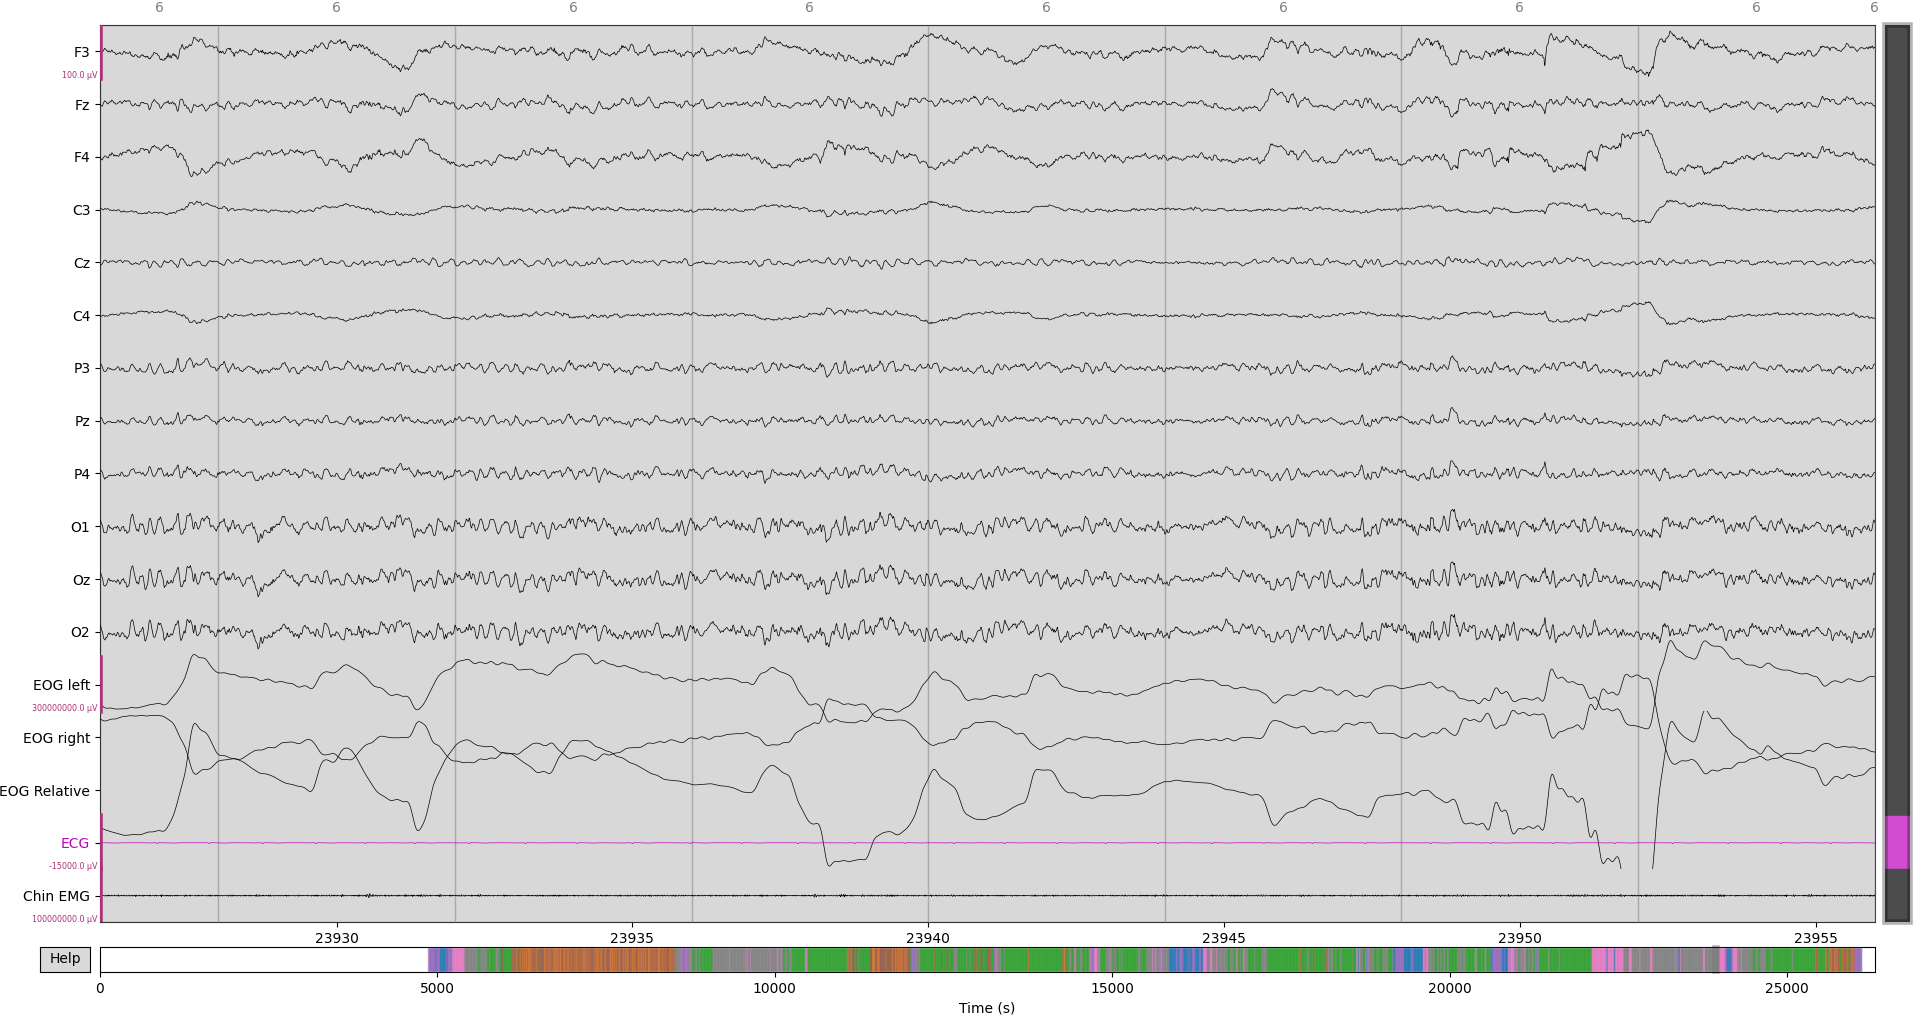 6 6 6 6 6 6 6 6 6
F3
100.0 µV
Fz
F4
C3
Cz
C4
P3
Pz
P4
O1
Oz
O2
EOG left
300000000.0 µV
EOG right
EOG Relative
ECG
-15000.0 µV
Chin EMG
100000000.0 µV
23930 23935 23940 23945 23950 23955
Help
0 5000 10000 15000 20000 25000
Time (s)